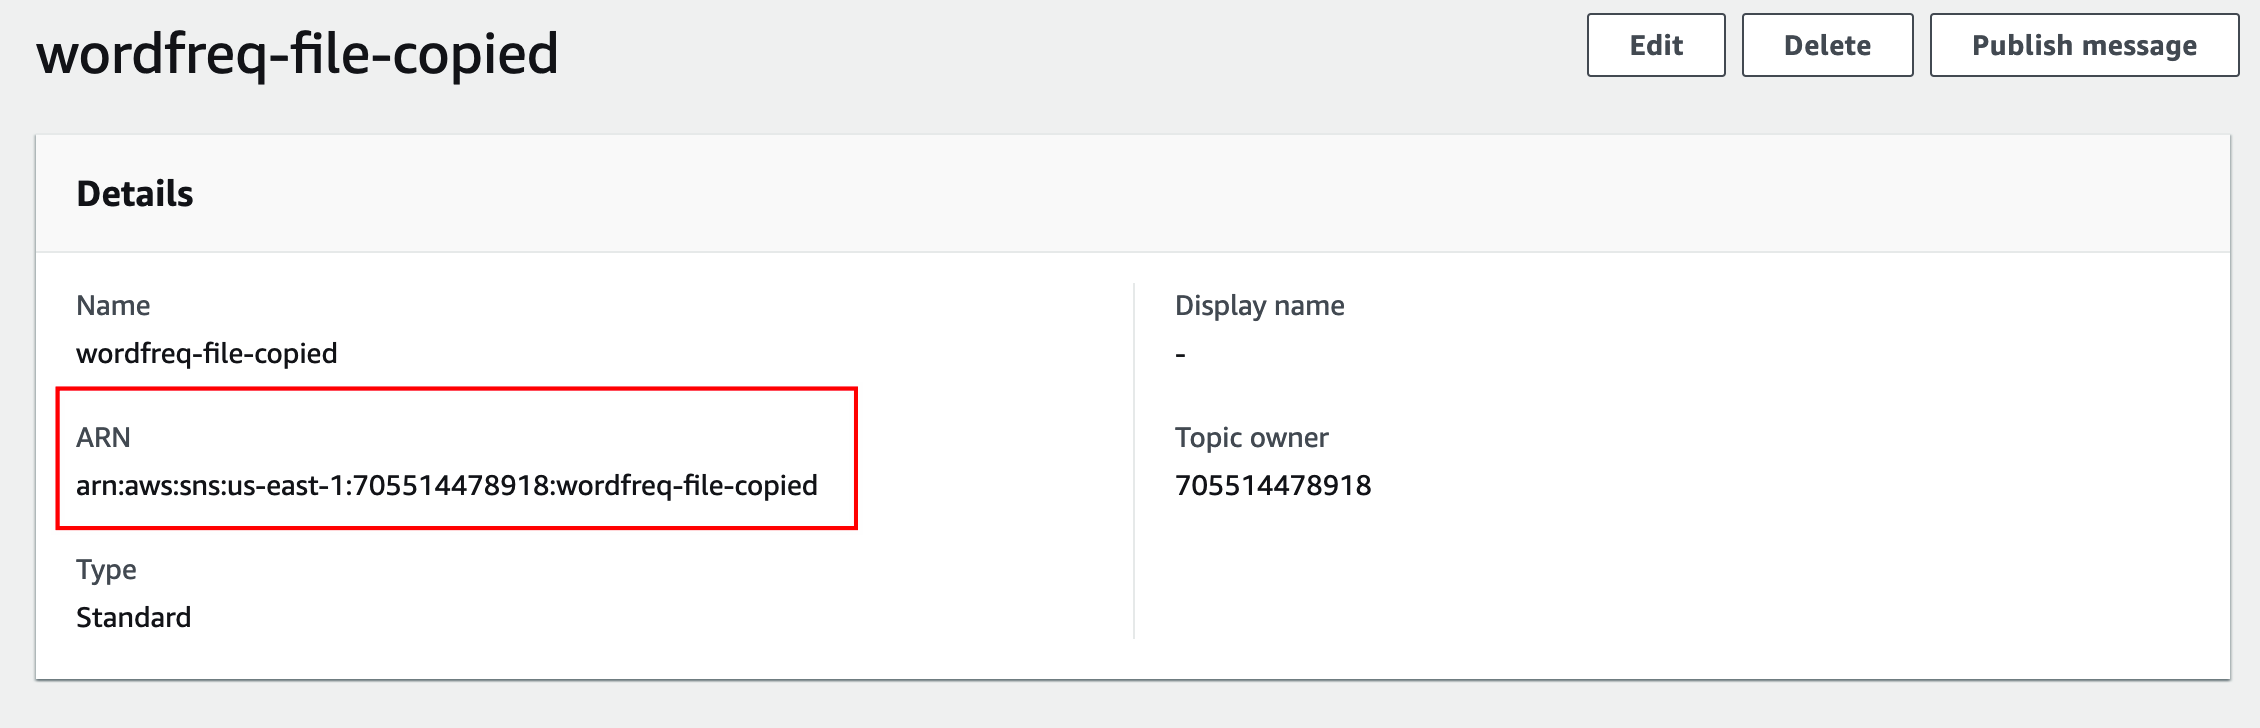 wordfreq-file-copied
Edit
Delete
Publish message
Details
Name
wordfreq-file-copied
ARN
arn:aws:sns:us-east-1:705514478918:wordfreq-file-copied
Type
Standard
Display name
-
Topic owner
705514478918